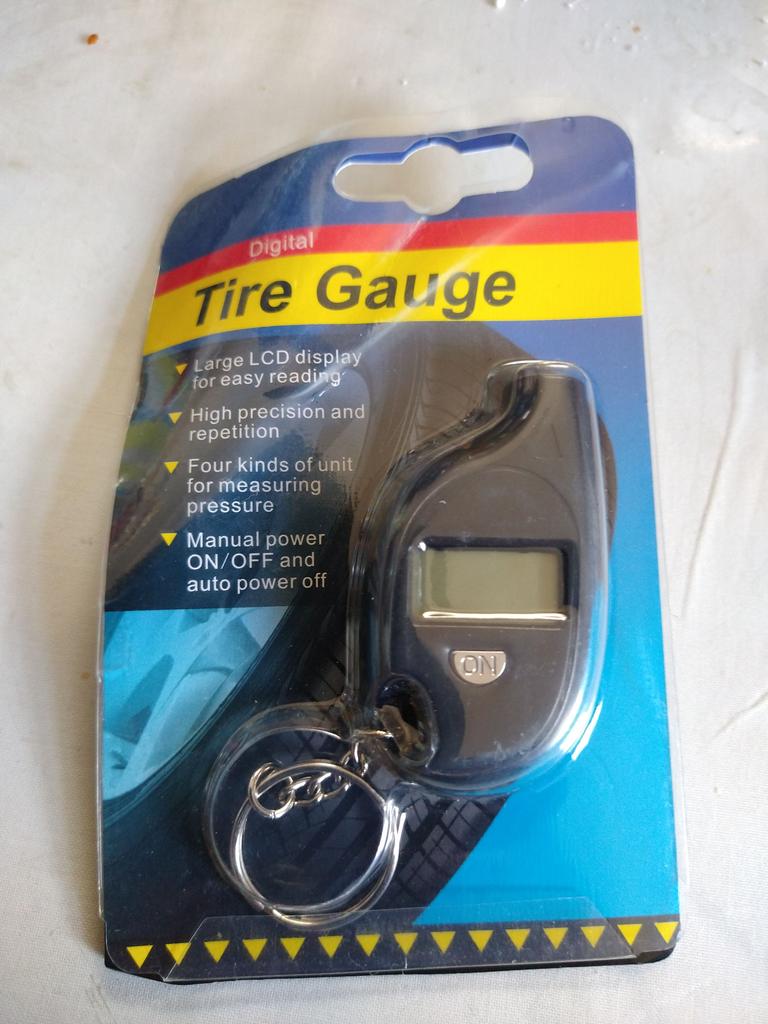 Digital
Tire Gauge
Large LCD display
for easy reading
High precision and
repetition
Four kinds of unit
for measuring
pressure
Manual power
ON/OFF and
auto power off
ON